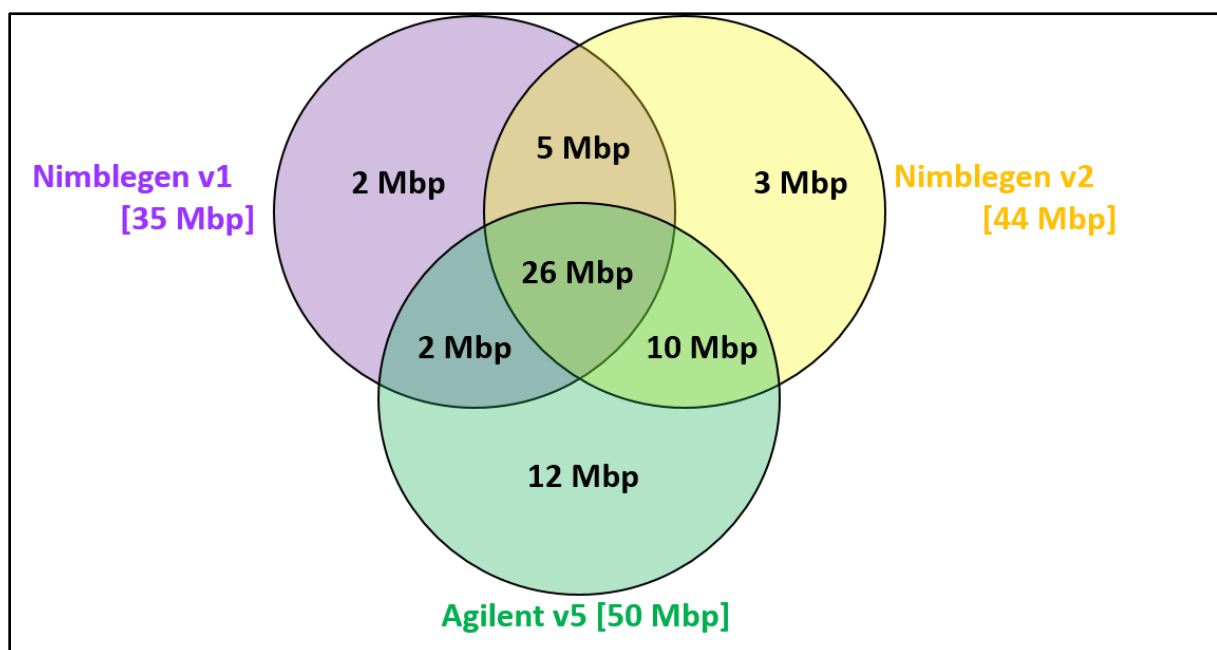 5 Mbp
Nimblegen v1
[35 Mbp]
2 Mbp
3 Mbp
Nimblegen v2
[44 Mbp]
26 Mbp
2 Mbp
10 Mbp
12 Mbp
Agilent v5 [50 Mbp]